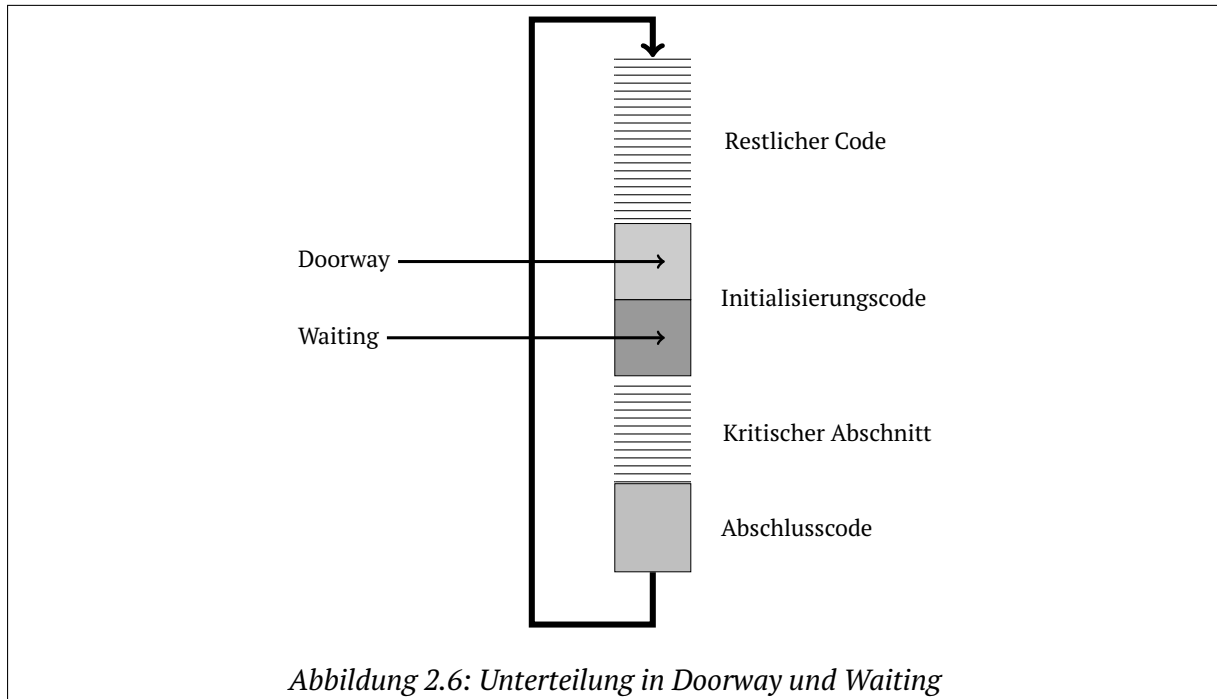 Restlicher Code
Doorway
Initialisierungscode
Waiting
Kritischer Abschnitt
Abschlusscode
Abbildung 2.6: Unterteilung in Doorway und Waiting